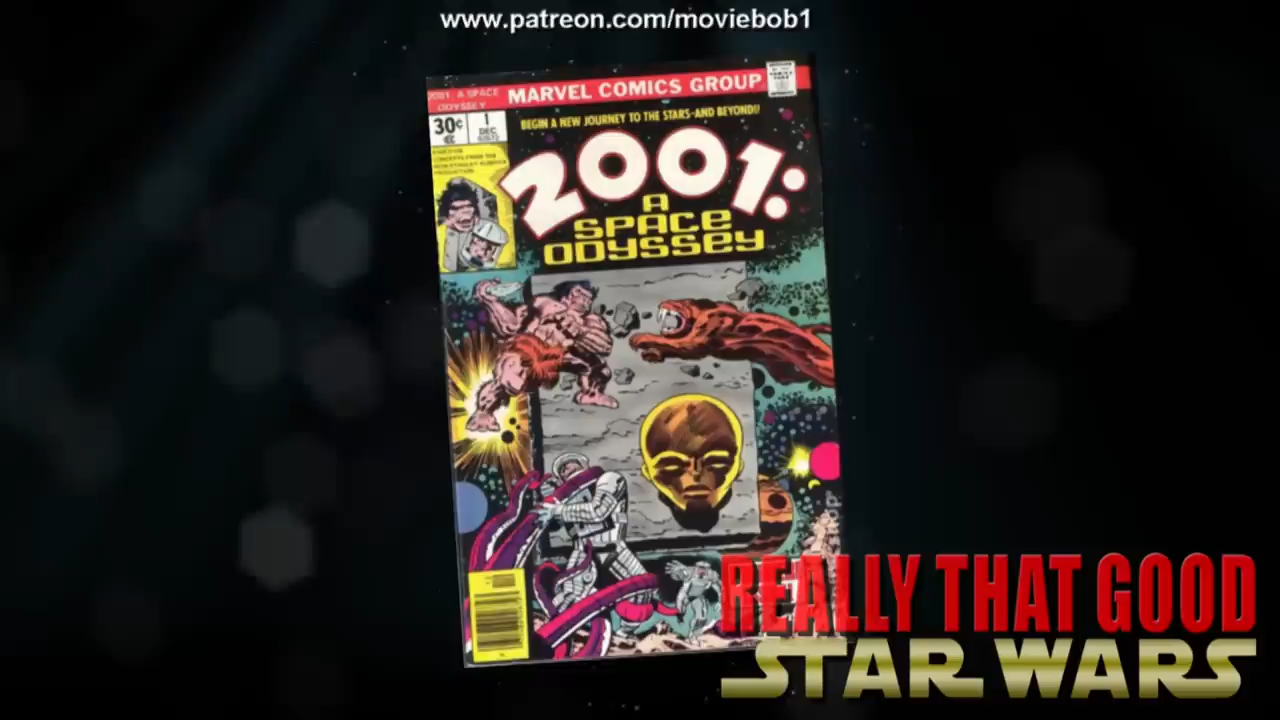 www.patreon.com/moviebob1
2001: A SPACE
ODYSSEY
MARVEL COMICS GROUP
30¢
1
DEC
BEGIN A NEW JOURNEY TO THE STARS-AND BEYOND!!
2001:
A
SPACE
ODYSSEY
REALLY THAT GOOD
STAR WARS